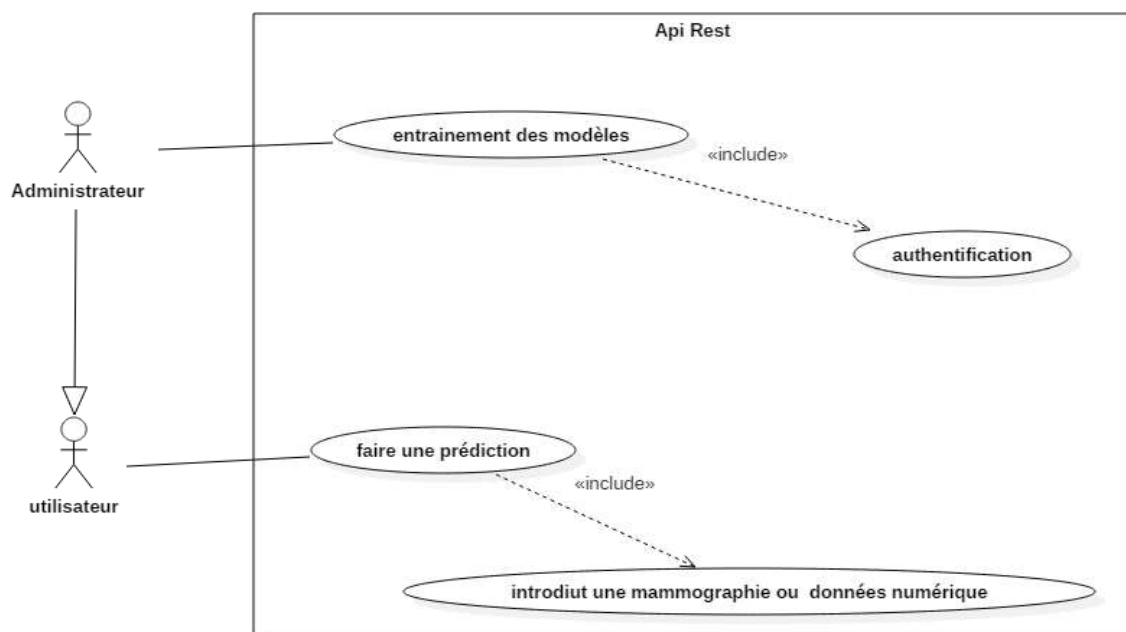 Api Rest
entrainement des modèles
«include»
Administrateur
authentification
faire une prédiction
«include»
utilisateur
introdiut une mammographie ou données numérique